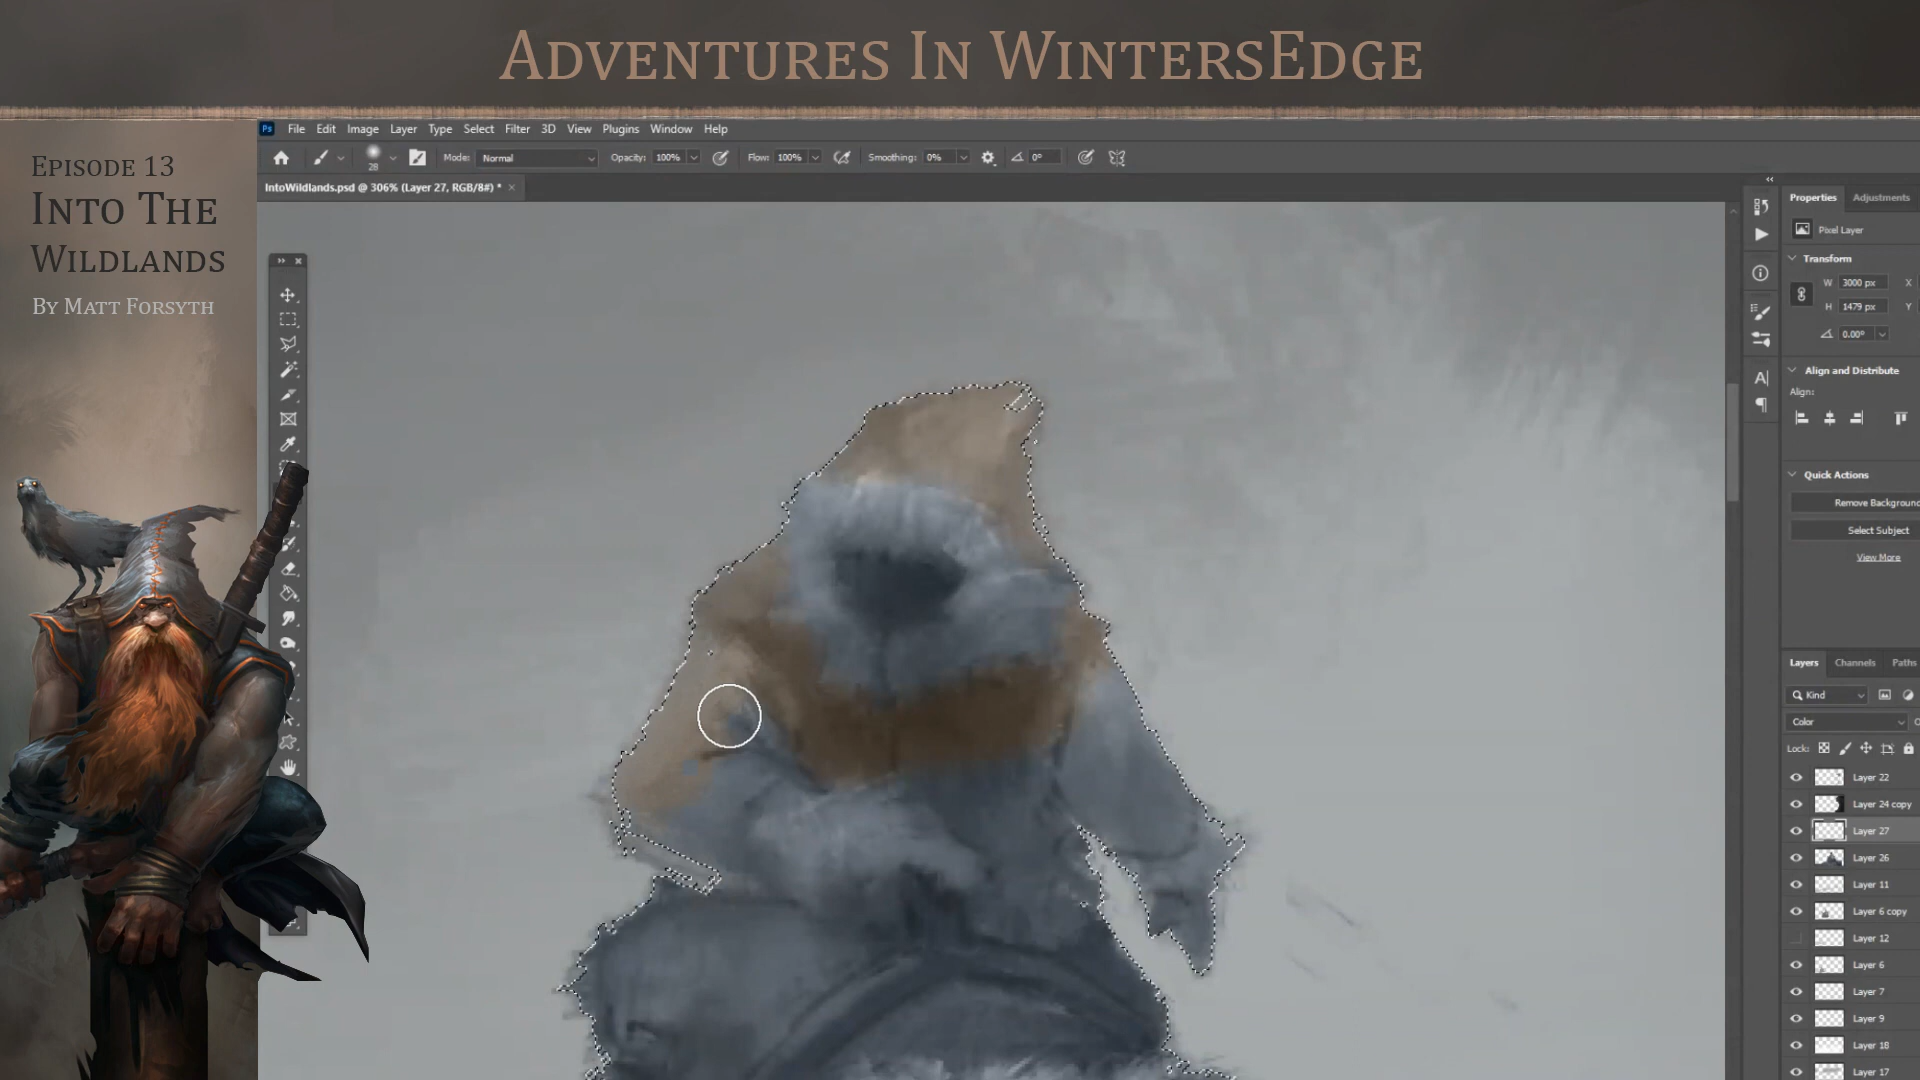 Adventures In WintersEdge
Episode 13
Into The
Wildlands
By Matt Forsyth
Ps File Edit Image Layer Type Select Filter 3D View Plugins Window Help
28 Mode: Normal Opacity: 100% Flow: 100% Smoothing: 0% 0°
IntoWildlands.psd @ 306% (Layer 27, RGB/8#) * ×
Properties Adjustments
Pixel Layer
Transform
W 3000 px X
H 1479 px Y
0.00°
Align and Distribute
Align:
Quick Actions
Remove Background
Select Subject
View More
Layers Channels Paths
Kind
Color
Lock:
Layer 22
Layer 24 copy
Layer 27
Layer 26
Layer 11
Layer 6 copy
Layer 12
Layer 6
Layer 7
Layer 9
Layer 18
Layer 17